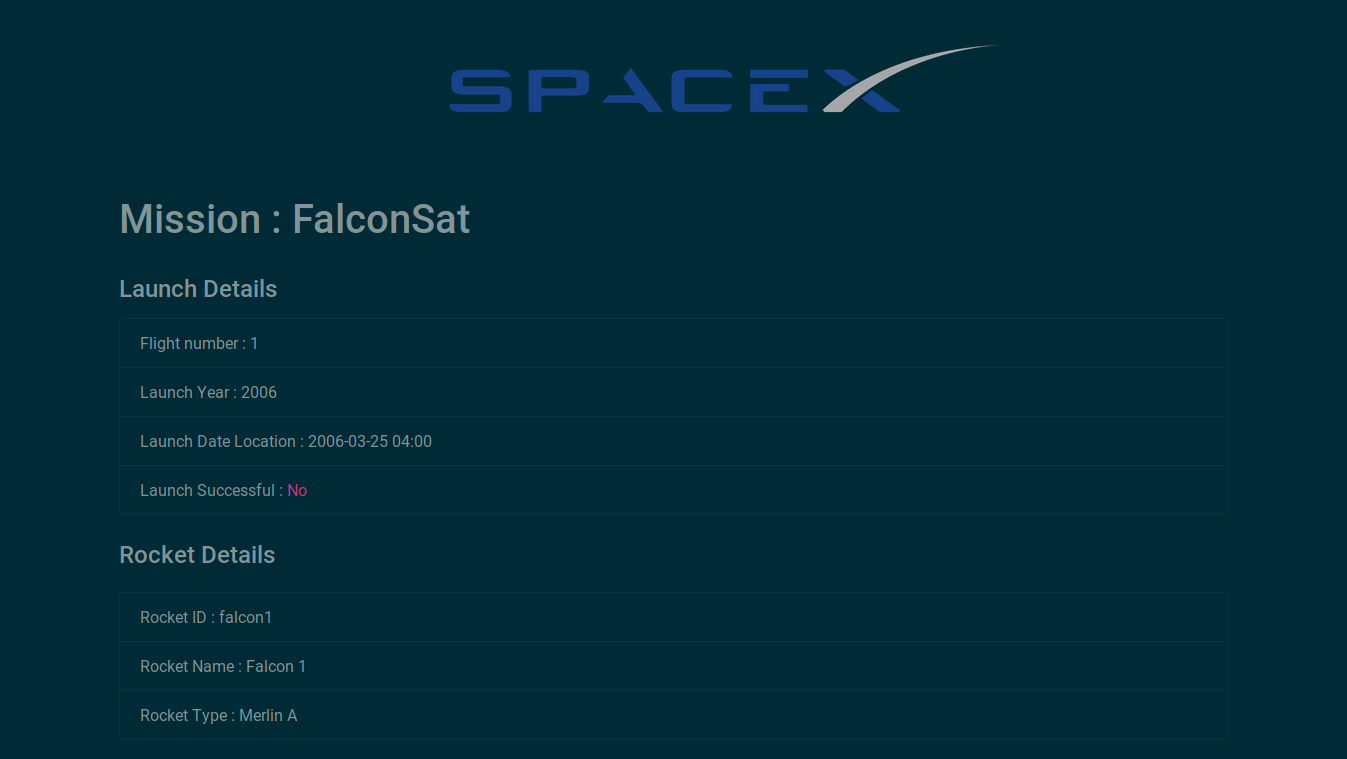 SPACEX
Mission : FalconSat
Launch Details
Flight number : 1
Launch Year : 2006
Launch Date Location : 2006-03-25 04:00
Launch Successful : No
Rocket Details
Rocket ID : falcon1
Rocket Name : Falcon 1
Rocket Type : Merlin A